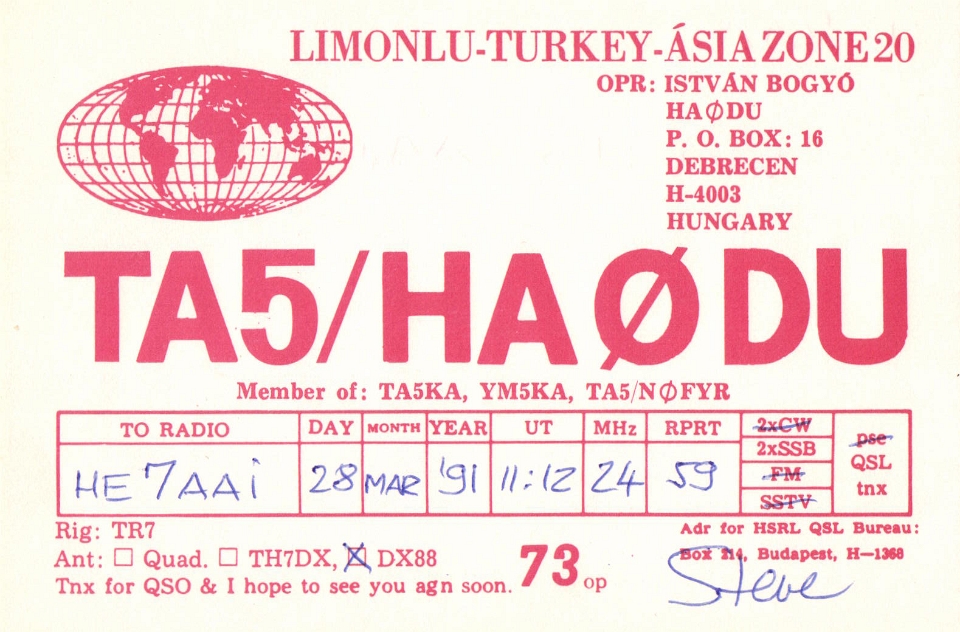 LIMONLU-TURKEY-ÁSIA ZONE 20
OPR: ISTVÁN BOGYÓ
HAØDU
P. O. BOX: 16
DEBRECEN
H-4003
HUNGARY
TA5/HAØDU
Member of: TA5KA, YM5KA, TA5/NØFYR
TO RADIO DAY MONTH YEAR UT MHz RPRT 2xCW pse
2xSSB QSL
HE7AAi 28 MAR '91 11:12 24 59 FM tnx
SSTV
Rig: TR7
Ant: ☐ Quad. ☐ TH7DX, ☒ DX88
Tnx for QSO & I hope to see you agn soon. 73 op
Adr for HSRL QSL Bureau:
Box 214, Budapest, H-1368
Steve